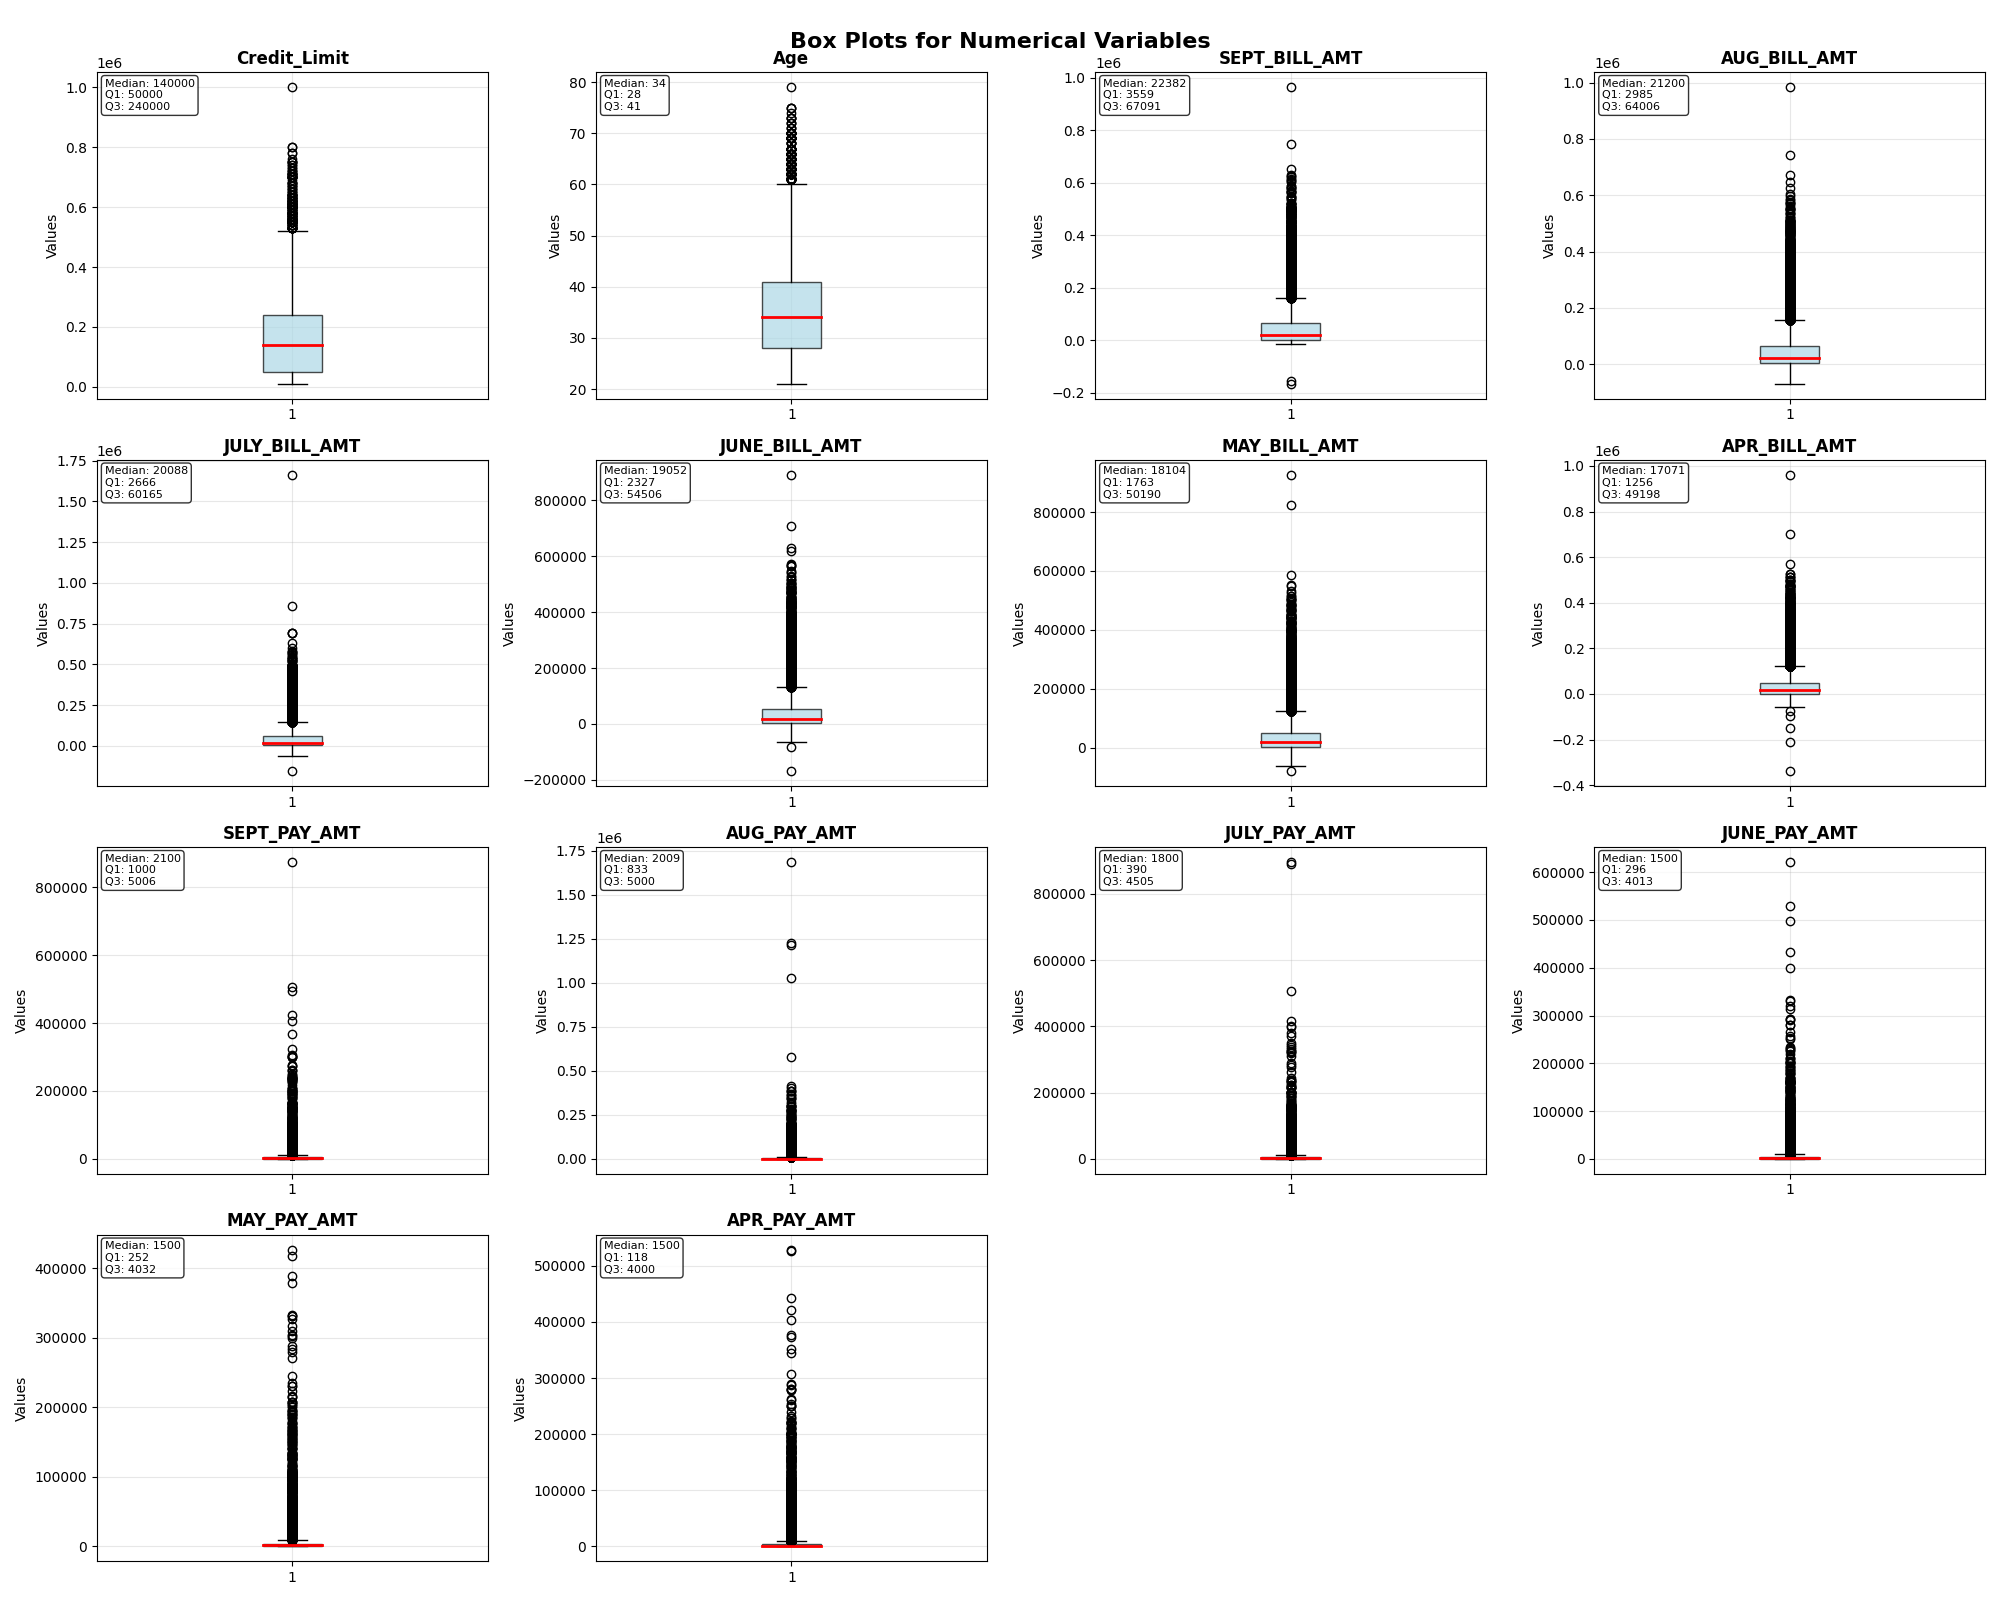 Box Plots for Numerical Variables
Credit_Limit
1e6
Median: 140000
Q1: 50000
Q3: 240000
1.0
0.8
0.6
0.4
0.2
0.0
Values
1
Age
Median: 34
Q1: 28
Q3: 41
80
70
60
50
40
30
20
Values
1
SEPT_BILL_AMT
1e6
Median: 22382
Q1: 3559
Q3: 67091
1.0
0.8
0.6
0.4
0.2
0.0
−0.2
Values
1
AUG_BILL_AMT
1e6
Median: 21200
Q1: 2985
Q3: 64006
1.0
0.8
0.6
0.4
0.2
0.0
Values
1
JULY_BILL_AMT
1e6
Median: 20088
Q1: 2666
Q3: 60165
1.75
1.50
1.25
1.00
0.75
0.50
0.25
0.00
Values
1
JUNE_BILL_AMT
Median: 19052
Q1: 2327
Q3: 54506
800000
600000
400000
200000
0
−200000
Values
1
MAY_BILL_AMT
Median: 18104
Q1: 1763
Q3: 50190
800000
600000
400000
200000
0
Values
1
APR_BILL_AMT
1e6
Median: 17071
Q1: 1256
Q3: 49198
1.0
0.8
0.6
0.4
0.2
0.0
−0.2
−0.4
Values
1
SEPT_PAY_AMT
Median: 2100
Q1: 1000
Q3: 5006
800000
600000
400000
200000
0
Values
1
AUG_PAY_AMT
1e6
Median: 2009
Q1: 833
Q3: 5000
1.75
1.50
1.25
1.00
0.75
0.50
0.25
0.00
Values
1
JULY_PAY_AMT
Median: 1800
Q1: 390
Q3: 4505
800000
600000
400000
200000
0
Values
1
JUNE_PAY_AMT
Median: 1500
Q1: 296
Q3: 4013
600000
500000
400000
300000
200000
100000
0
Values
1
MAY_PAY_AMT
Median: 1500
Q1: 252
Q3: 4032
400000
300000
200000
100000
0
Values
1
APR_PAY_AMT
Median: 1500
Q1: 118
Q3: 4000
500000
400000
300000
200000
100000
0
Values
1